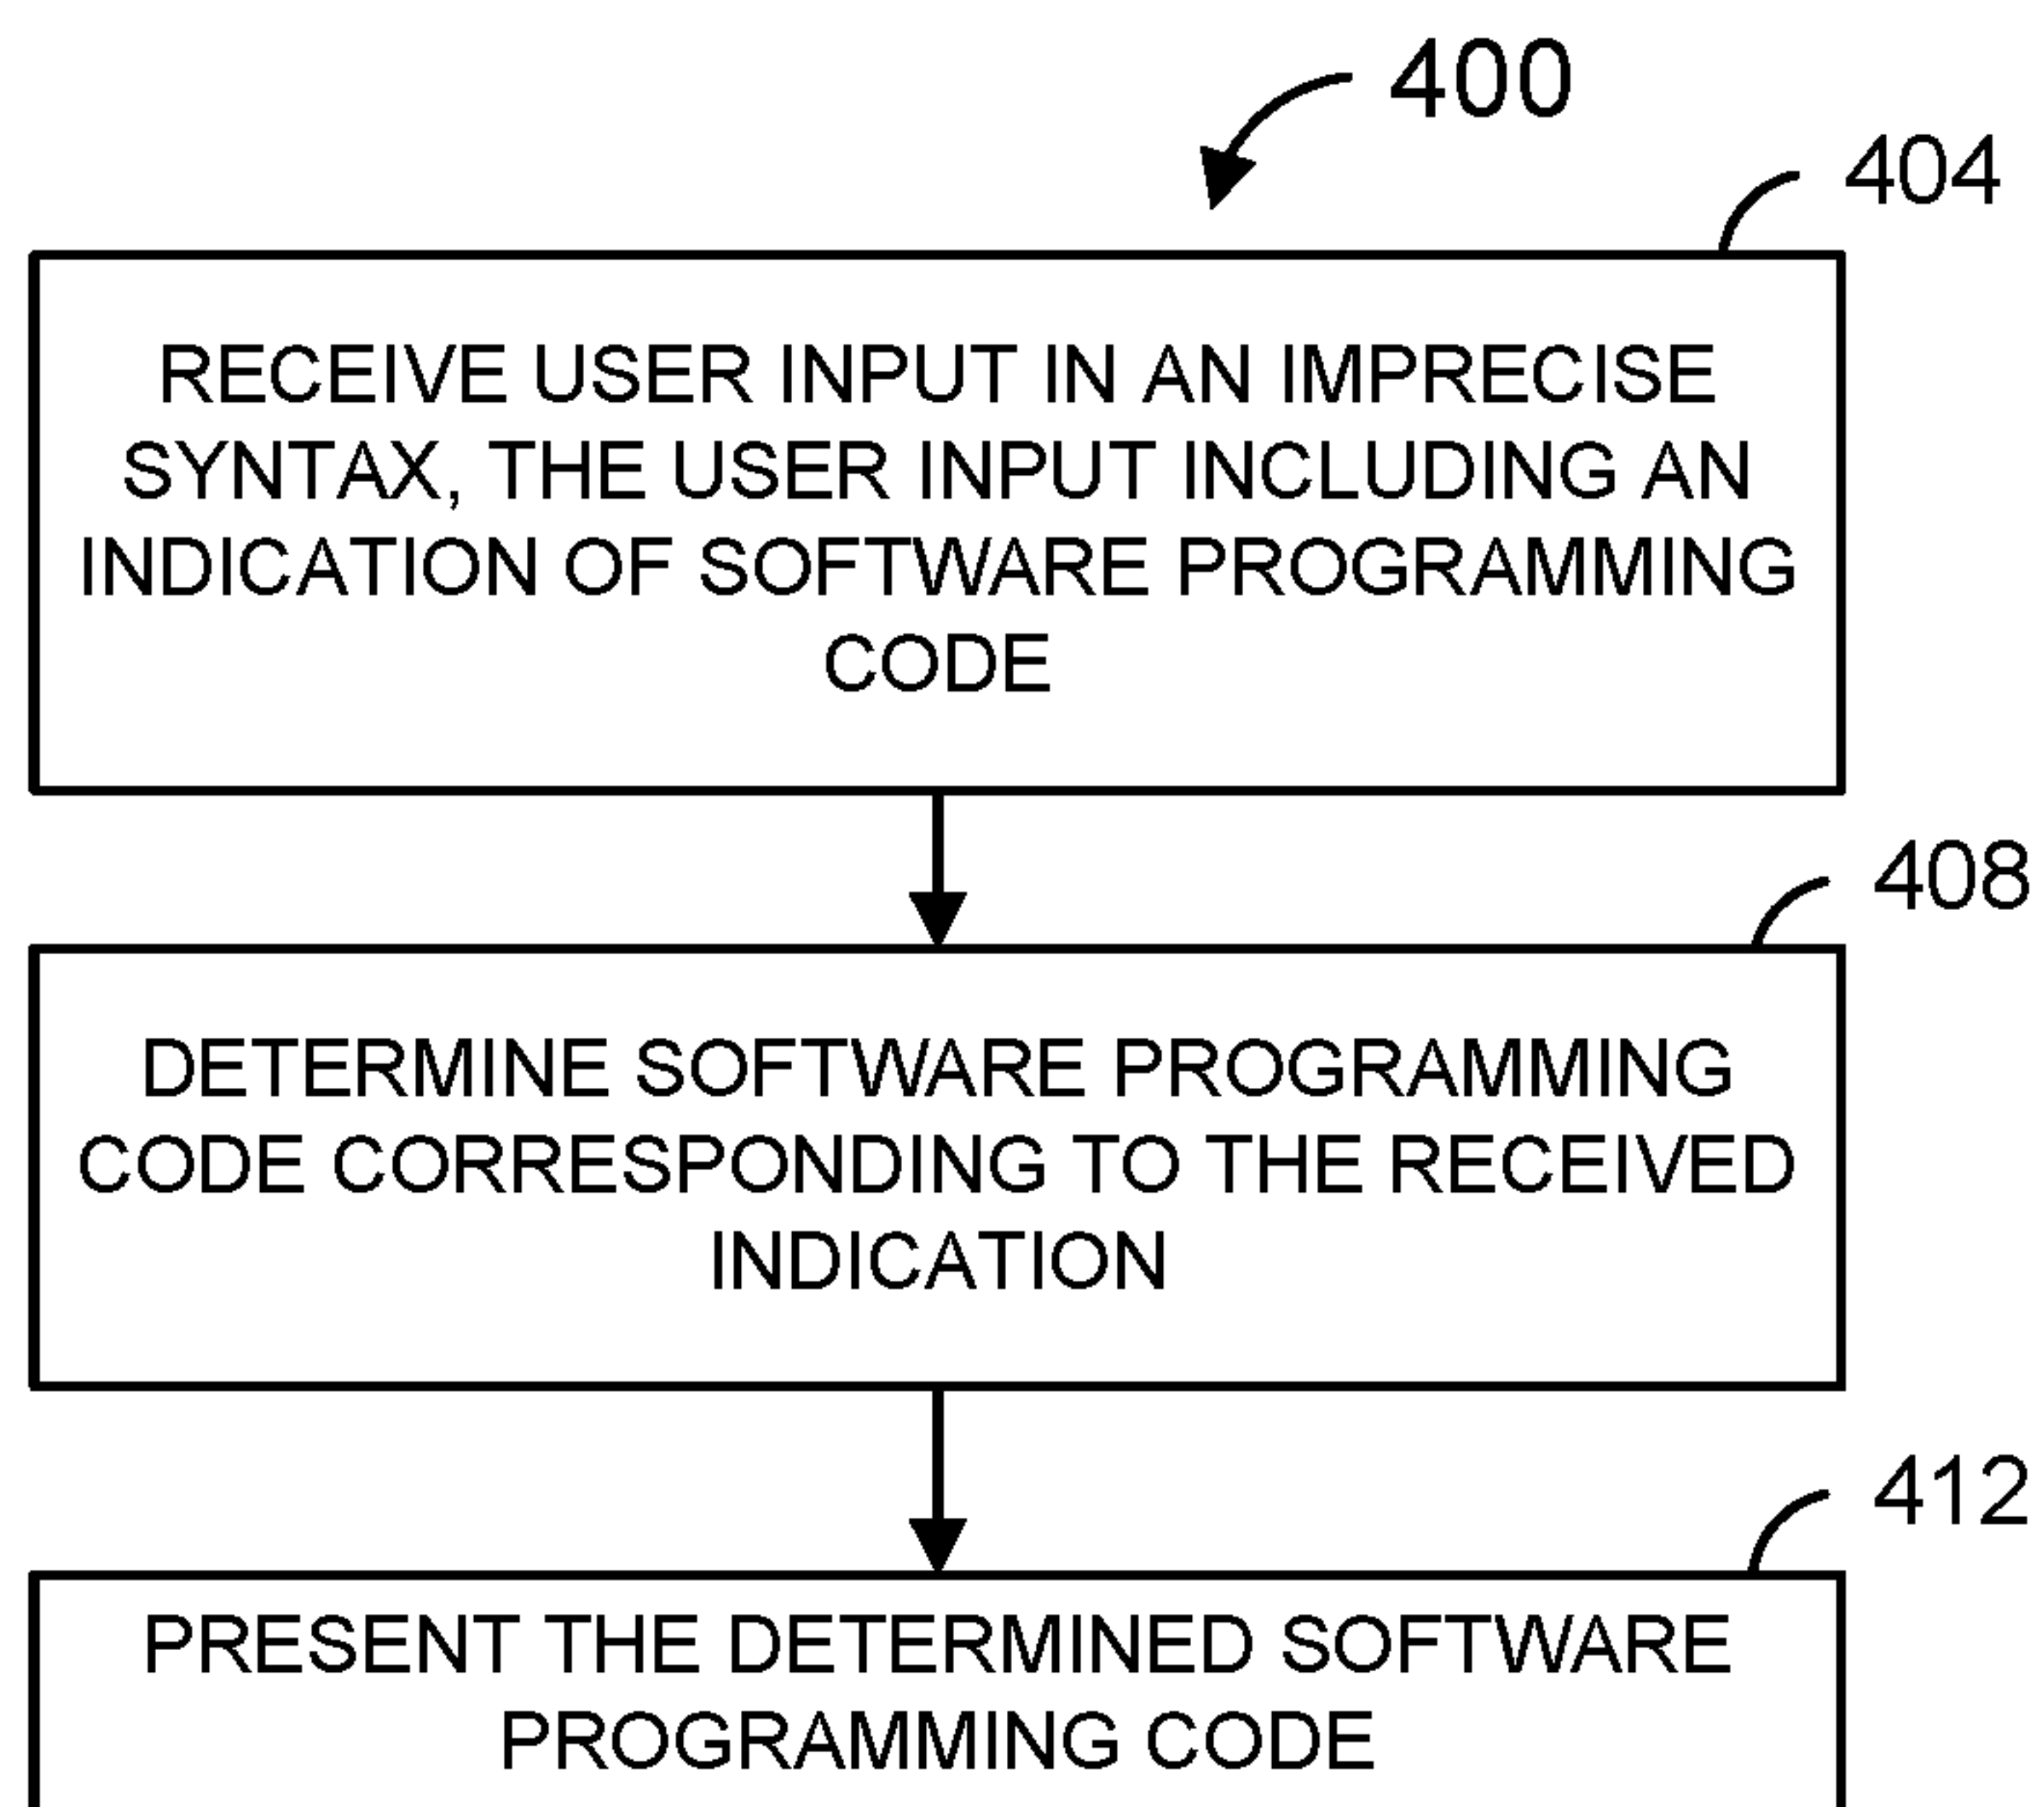 400
404
RECEIVE USER INPUT IN AN IMPRECISE
SYNTAX, THE USER INPUT INCLUDING AN
INDICATION OF SOFTWARE PROGRAMMING
CODE
408
DETERMINE SOFTWARE PROGRAMMING
CODE CORRESPONDING TO THE RECEIVED
INDICATION
412
PRESENT THE DETERMINED SOFTWARE
PROGRAMMING CODE